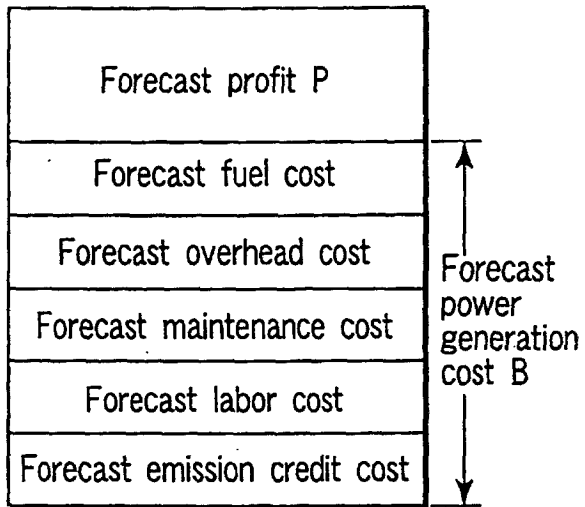 Forecast profit P
Forecast fuel cost
Forecast overhead cost
Forecast maintenance cost
Forecast labor cost
Forecast emission credit cost
Forecast
power
generation
cost B